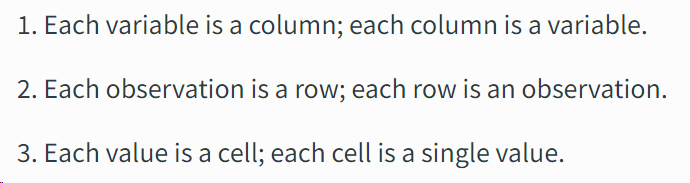 1. Each variable is a column; each column is a variable.
2. Each observation is a row; each row is an observation.
3. Each value is a cell; each cell is a single value.